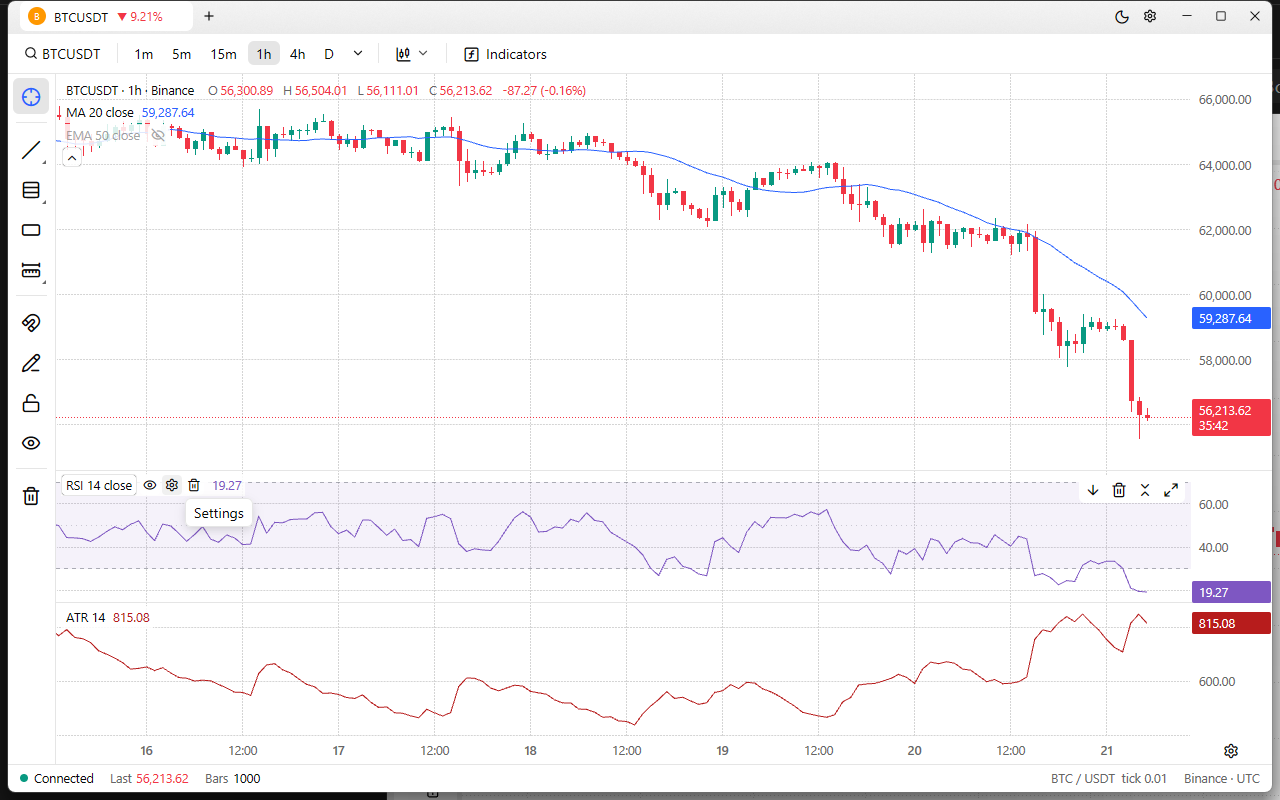 BTCUSDT ▼ 9.21% +
BTCUSDT 1m 5m 15m 1h 4h D Indicators
BTCUSDT · 1h · Binance O 56,300.89 H 56,504.01 L 56,111.01 C 56,213.62 -87.27 (-0.16%)
MA 20 close 59,287.64
EMA 50 close
66,000.00
64,000.00
62,000.00
60,000.00
59,287.64
58,000.00
56,213.62
35:42
RSI 14 close 19.27
Settings
60.00
40.00
19.27
ATR 14 815.08
815.08
600.00
16 12:00 17 12:00 18 12:00 19 12:00 20 12:00 21
Connected Last 56,213.62 Bars 1000 BTC / USDT tick 0.01 Binance · UTC